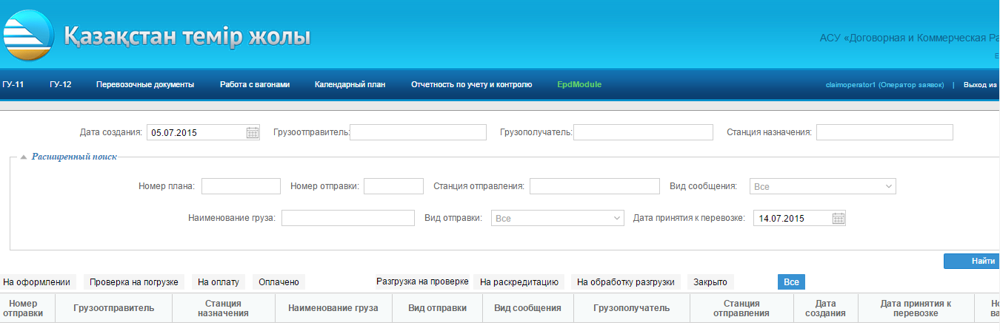 Қазақстан темір жолы
АСУ «Договорная и Коммерческая
ГУ-11 ГУ-12 Перевозочные документы Работа с вагонами Календарный план Отчетность по учету и контролю EpdModule claimoperator1 (Оператор заявок) | Выход из
Дата создания: 05.07.2015 Грузоотправитель: Грузополучатель: Станция назначения:
Расширенный поиск
Номер плана: Номер отправки: Станция отправления: Вид сообщения: Все
Наименование груза: Вид отправки: Все Дата принятия к перевозке: 14.07.2015
Найти
На оформлении Проверка на погрузке На оплату Оплачено Разгрузка на проверке На раскредитацию На обработку разгрузки Закрыто Все
Номер отправки Грузоотправитель Станция назначения Наименование груза Вид отправки Вид сообщения Грузополучатель Станция отправления Дата создания Дата принятия к перевозке